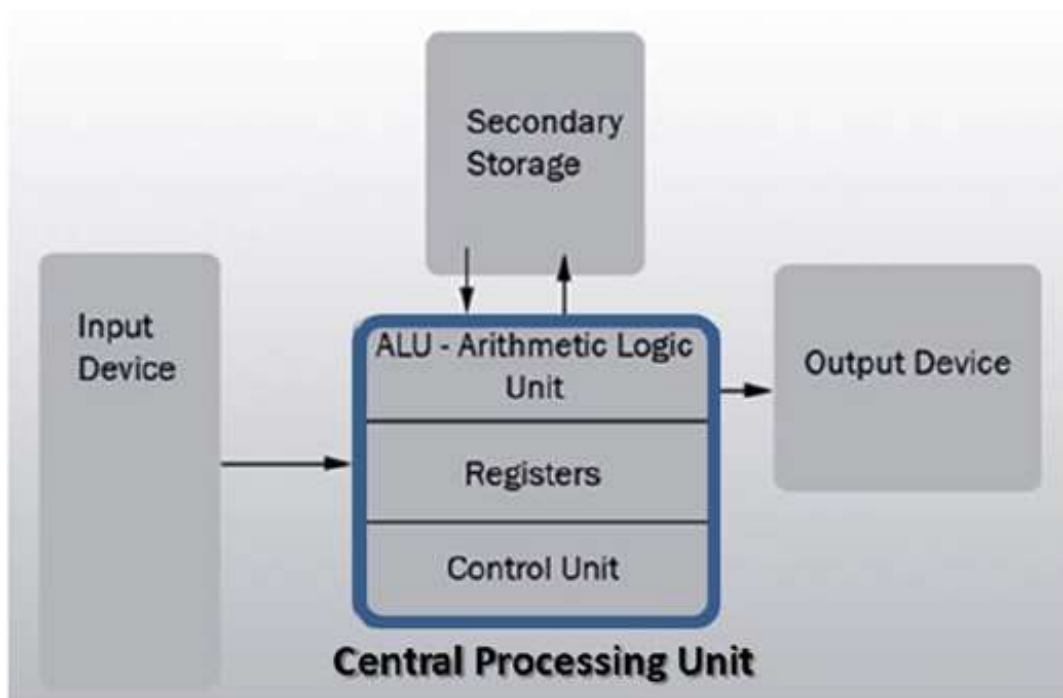 Secondary
Storage
Input
Device
ALU - Arithmetic Logic
Unit
Output Device
Registers
Control Unit
Central Processing Unit